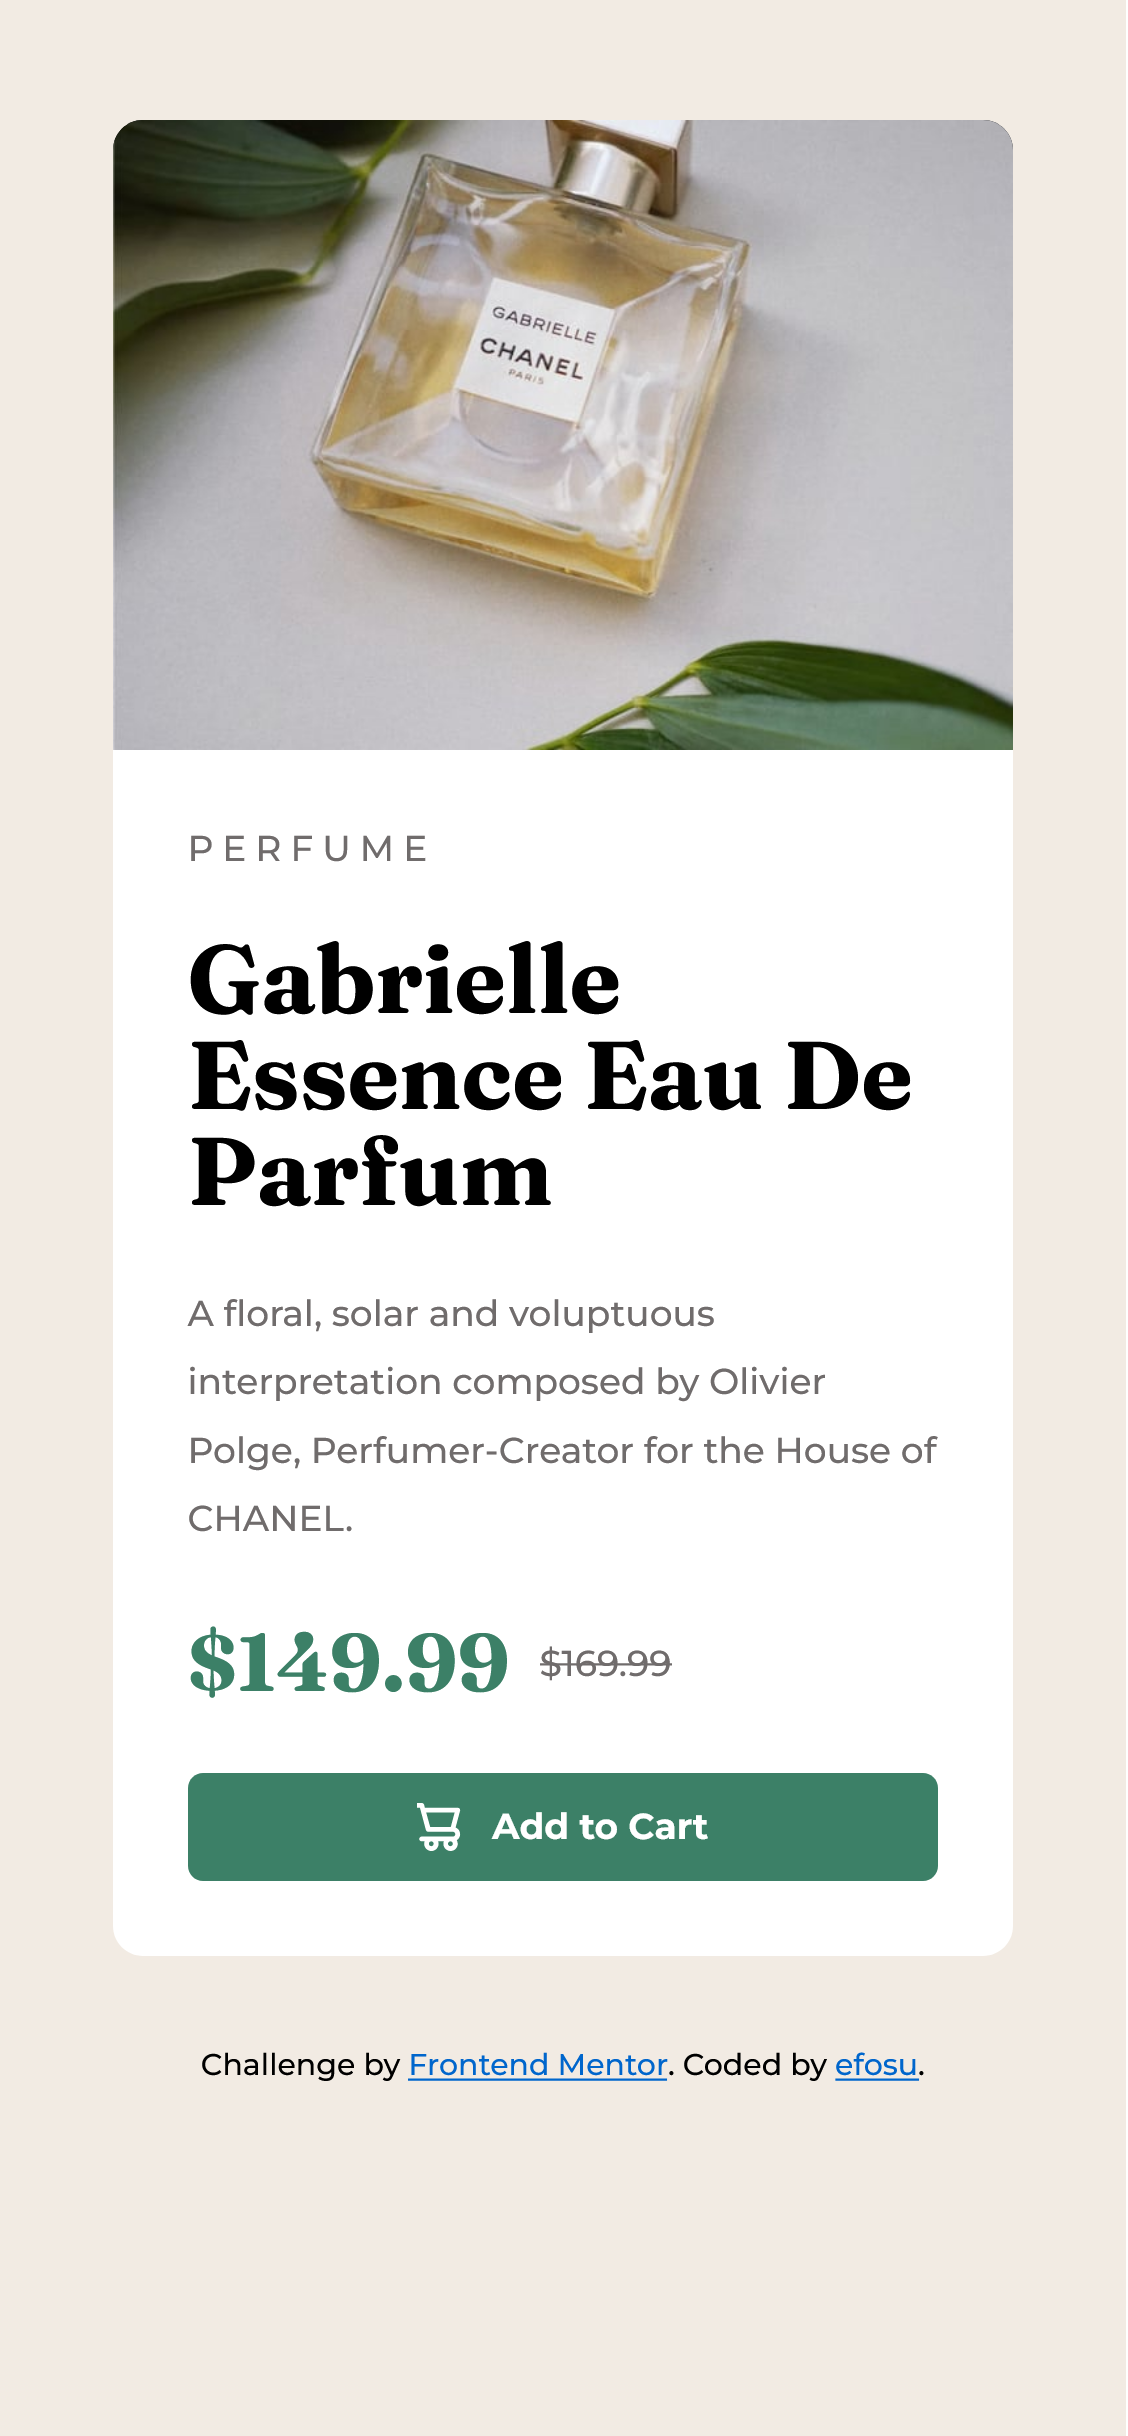 GABRIELLE
CHANEL
PARIS
PERFUME
Gabrielle
Essence Eau De
Parfum
A floral, solar and voluptuous
interpretation composed by Olivier
Polge, Perfumer-Creator for the House of
CHANEL.
$149.99 $169.99
Add to Cart
Challenge by Frontend Mentor. Coded by efosu.